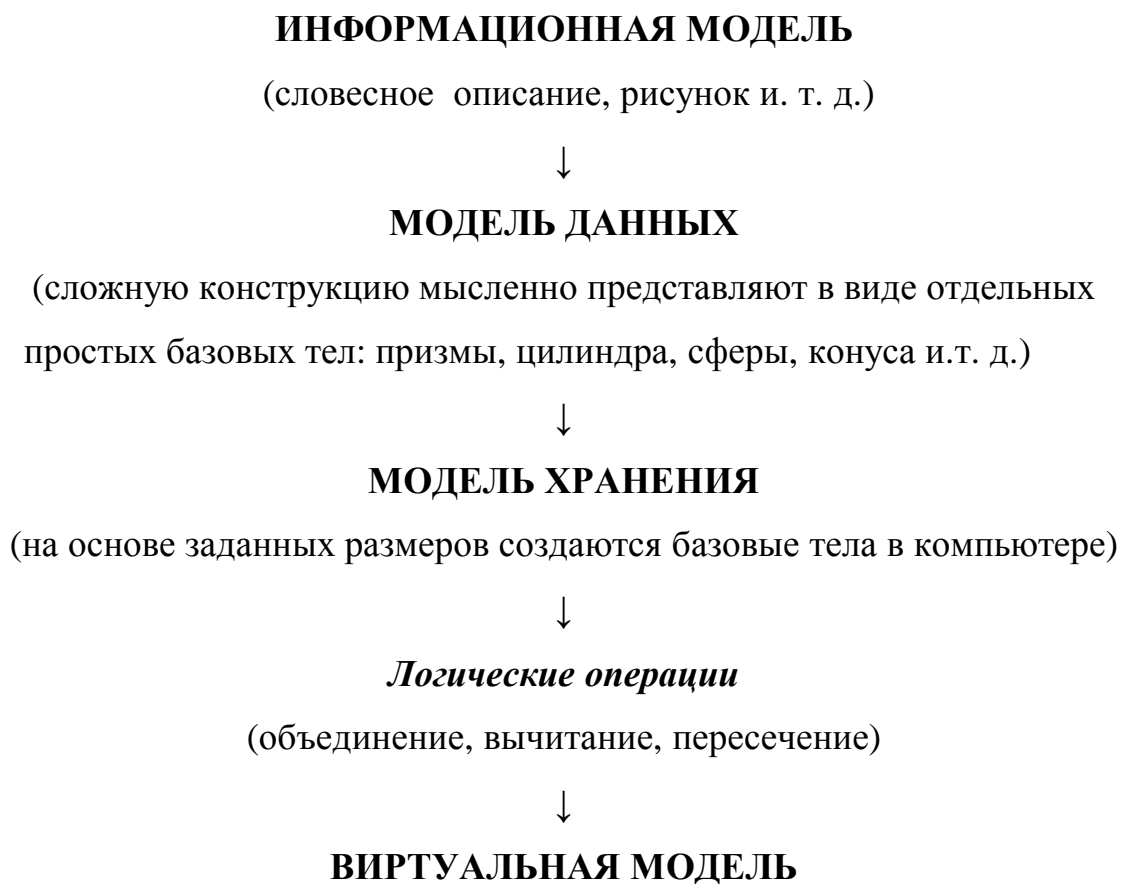 ИНФОРМАЦИОННАЯ МОДЕЛЬ
(словесное описание, рисунок и. т. д.)
↓
МОДЕЛЬ ДАННЫХ
(сложную конструкцию мысленно представляют в виде отдельных
простых базовых тел: призмы, цилиндра, сферы, конуса и.т. д.)
↓
МОДЕЛЬ ХРАНЕНИЯ
(на основе заданных размеров создаются базовые тела в компьютере)
↓
Логические операции
(объединение, вычитание, пересечение)
↓
ВИРТУАЛЬНАЯ МОДЕЛЬ